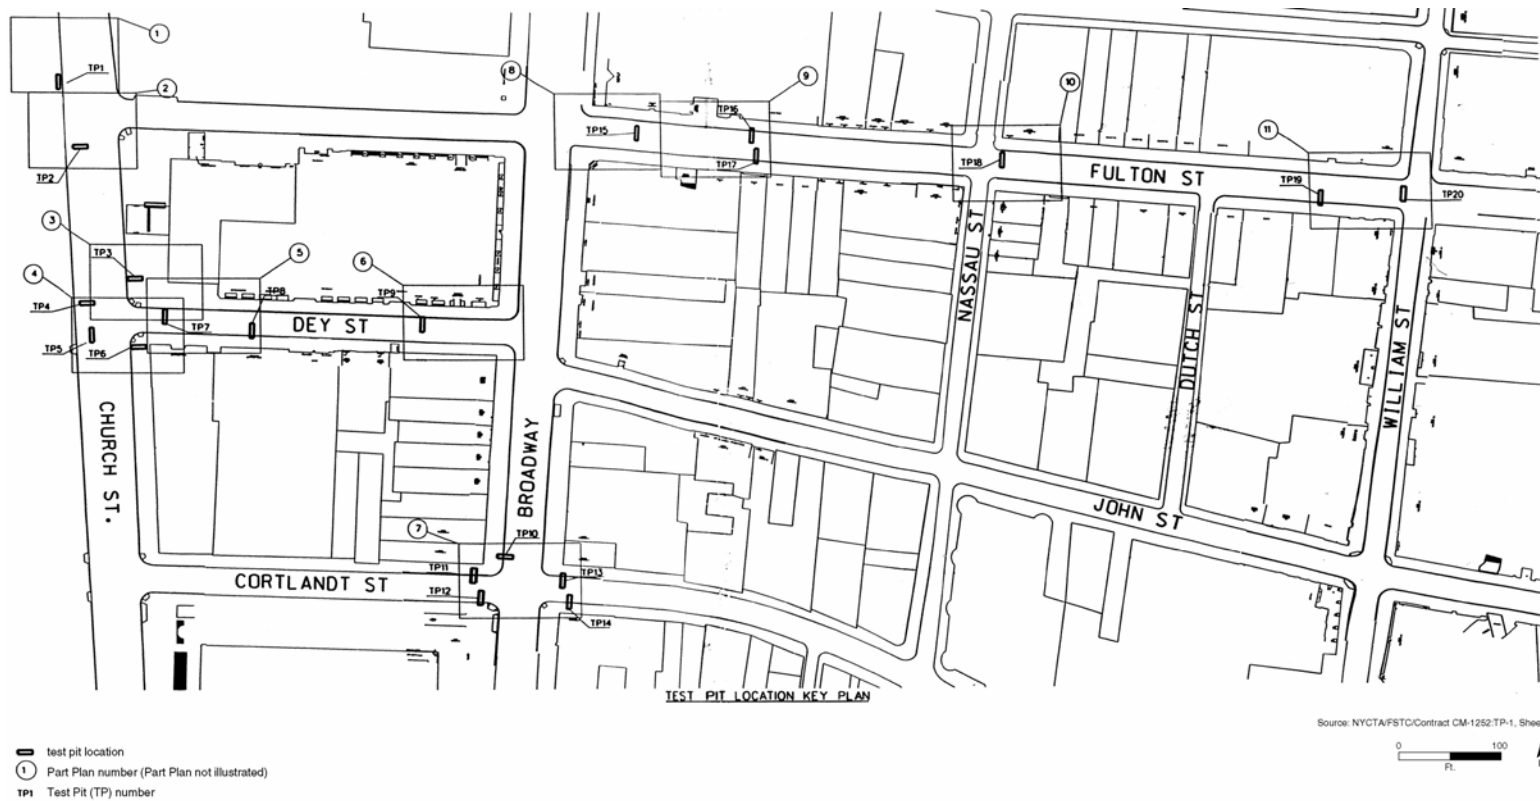 1
TP1
2
TP2
8
9
TP16
TP15
TP17
10
TP18
11
FULTON ST
TP19
TP20
3
TP3
4
TP4
5
TP8
6
TP9
TP7
DEY ST
TP5
TP6
NASSAU ST
DUTCH ST
WILLIAM ST
CHURCH ST.
BROADWAY
JOHN ST
7
TP10
TP11
TP13
CORTLANDT ST
TP12
TP14
TEST PIT LOCATION KEY PLAN
Source: NYCTA/FSTC/Contract CM-1252:TP-1, Shee
test pit location
0 100
Ft.
1 Part Plan number (Part Plan not illustrated)
TP1 Test Pit (TP) number